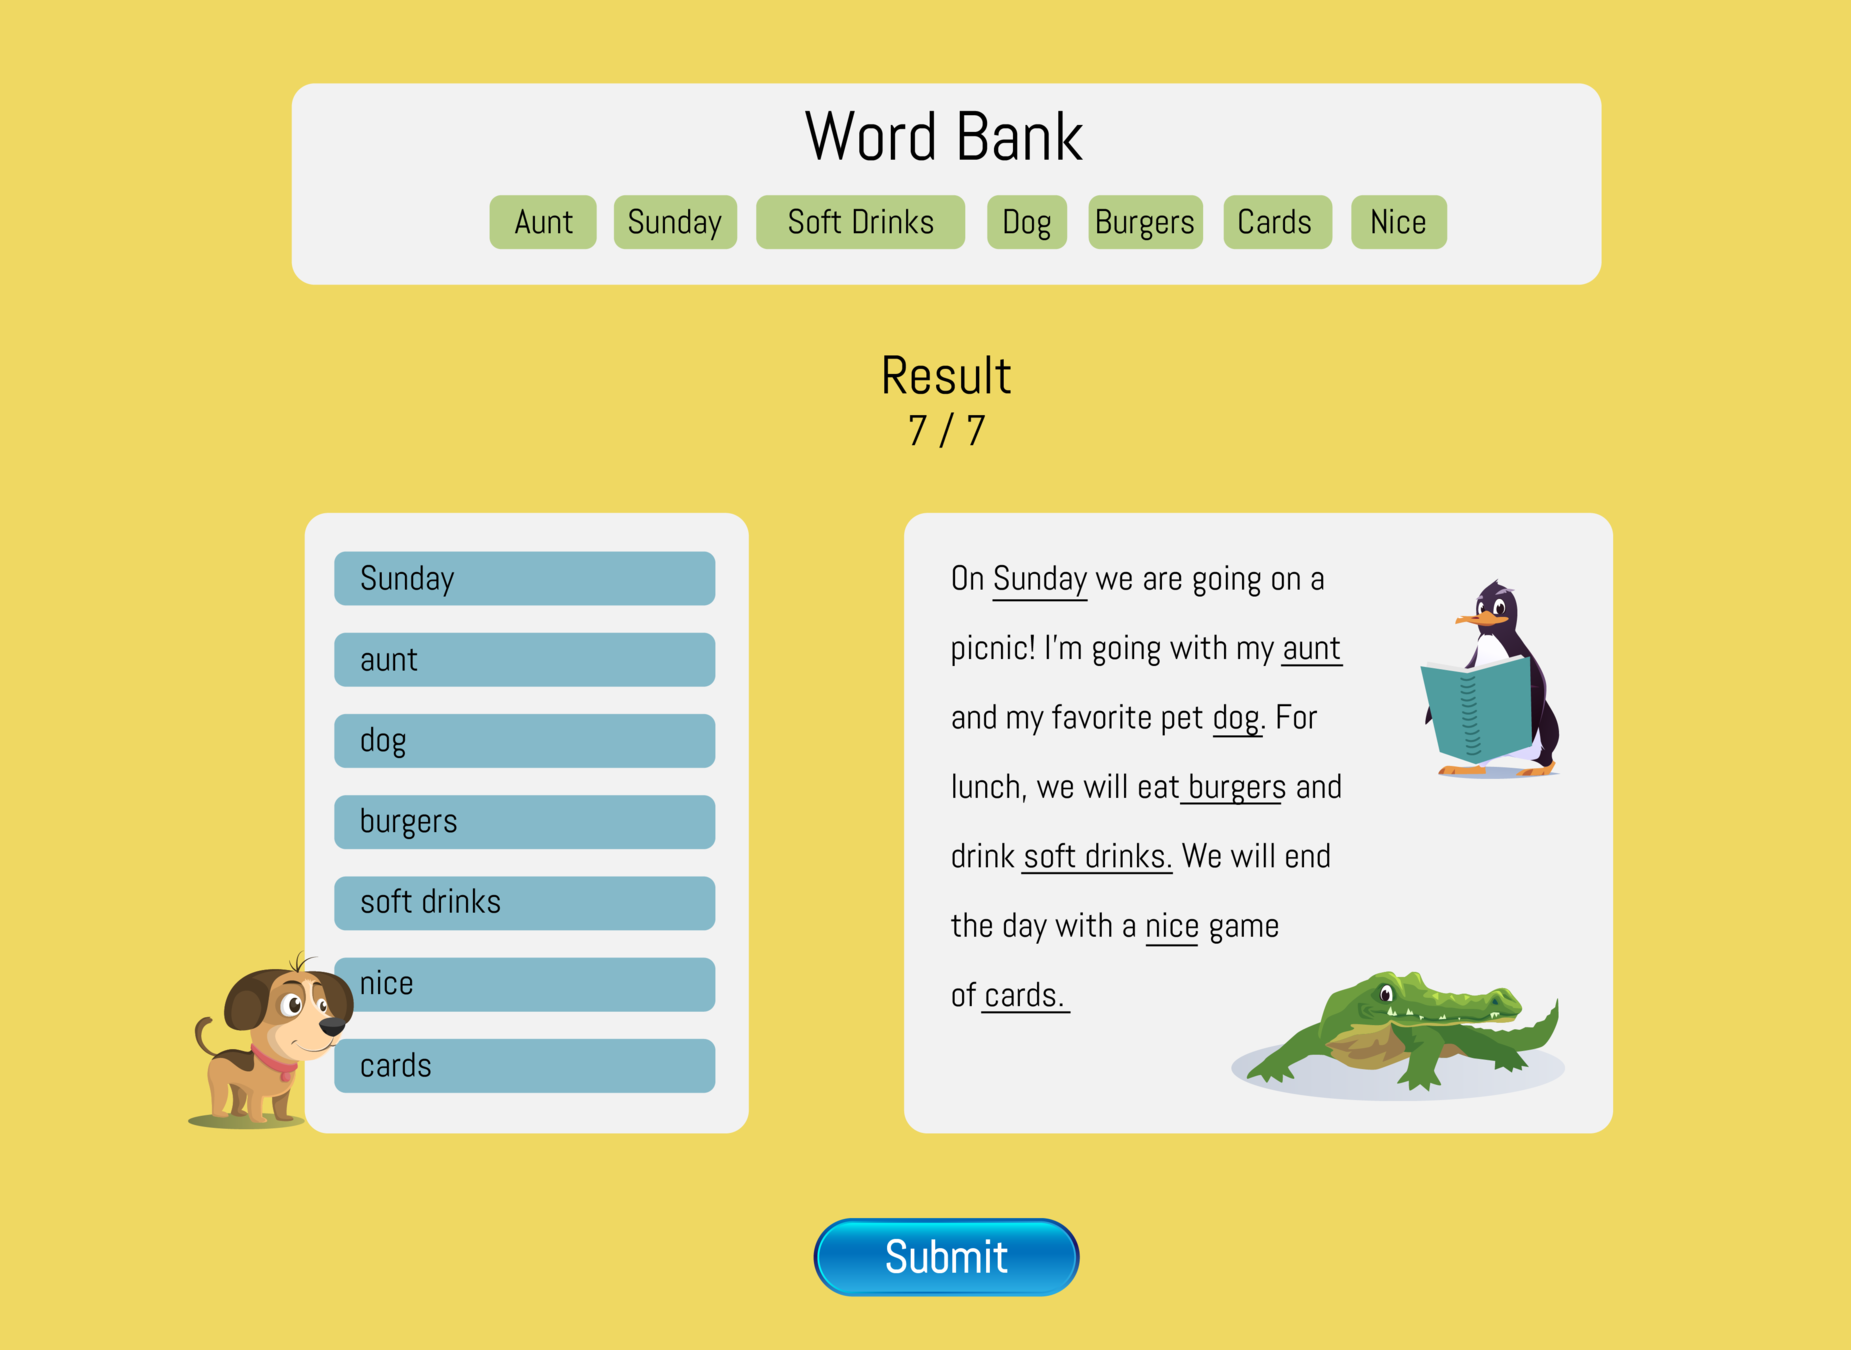 Word Bank
Aunt Sunday Soft Drinks Dog Burgers Cards Nice
Result
7 / 7
Sunday
aunt
dog
burgers
soft drinks
nice
cards
On Sunday we are going on a
picnic! I'm going with my aunt
and my favorite pet dog. For
lunch, we will eat burgers and
drink soft drinks. We will end
the day with a nice game
of cards.
Submit